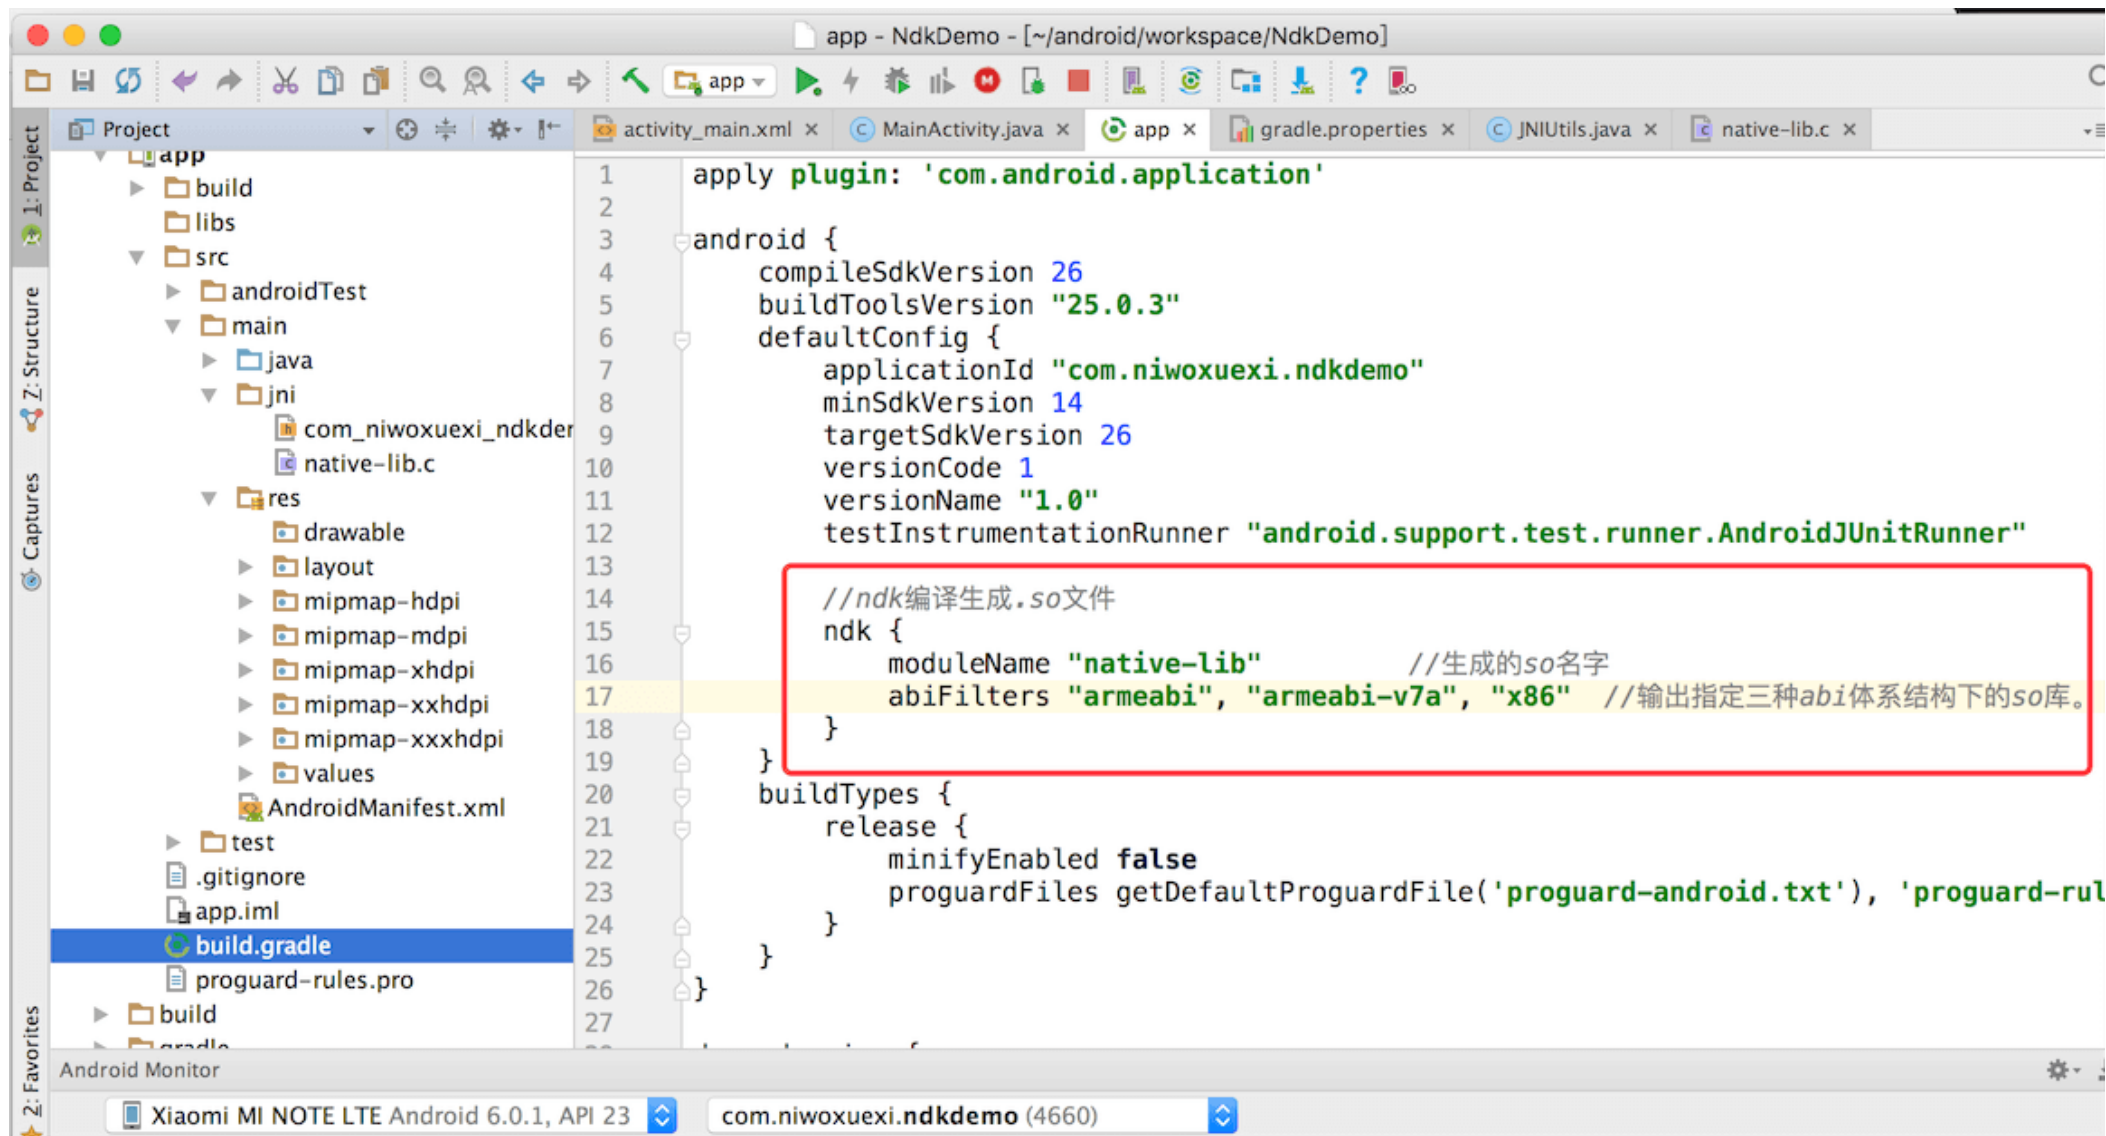 app - NdkDemo - [~/android/workspace/NdkDemo]
app
Project
activity_main.xml
MainActivity.java
app
gradle.properties
JNIUtils.java
native-lib.c
1: Project
Z: Structure
Captures
2: Favorites
app
build
libs
src
androidTest
main
java
jni
com_niwoxuexi_ndkder
native-lib.c
res
drawable
layout
mipmap-hdpi
mipmap-mdpi
mipmap-xhdpi
mipmap-xxhdpi
mipmap-xxxhdpi
values
AndroidManifest.xml
test
.gitignore
app.iml
build.gradle
proguard-rules.pro
build
gradle
1 apply plugin: 'com.android.application'
2
3 android {
4 compileSdkVersion 26
5 buildToolsVersion "25.0.3"
6 defaultConfig {
7 applicationId "com.niwoxuexi.ndkdemo"
8 minSdkVersion 14
9 targetSdkVersion 26
10 versionCode 1
11 versionName "1.0"
12 testInstrumentationRunner "android.support.test.runner.AndroidJUnitRunner"
13
14 //ndk编译生成.so文件
15 ndk {
16 moduleName "native-lib" //生成的so名字
17 abiFilters "armeabi", "armeabi-v7a", "x86" //输出指定三种abi体系结构下的so库。
18 }
19 }
20 buildTypes {
21 release {
22 minifyEnabled false
23 proguardFiles getDefaultProguardFile('proguard-android.txt'), 'proguard-rul
24 }
25 }
26 }
27
Android Monitor
Xiaomi MI NOTE LTE Android 6.0.1, API 23
com.niwoxuexi.ndkdemo (4660)